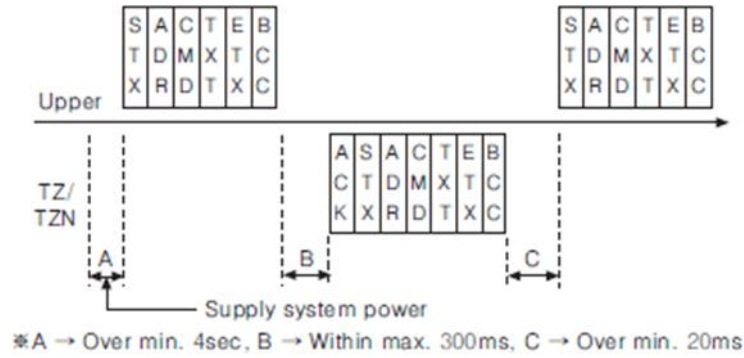 S A C T E B
T D M X T C
X R D T X C
S A C T E B
T D M X T C
X R D T X C
Upper
A S A C T E B
C T D M X T C
K X R D T X C
TZ/
TZN
A
B
C
Supply system power
※A → Over min. 4sec, B → Within max. 300ms, C → Over min. 20ms